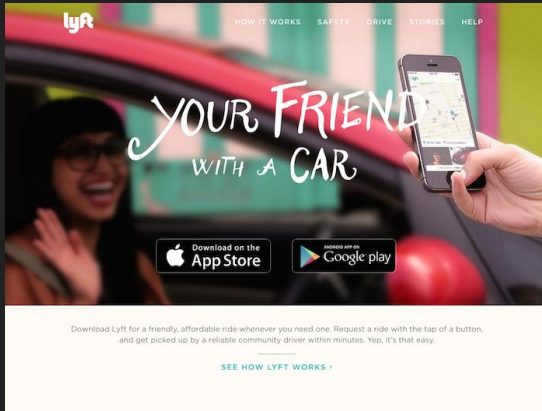 lyft
HOW IT WORKS SAFETY DRIVE STORIES HELP
YOUR FRIEND
WITH A CAR
Download on the
App Store
ANDROID APP ON
Google play
Download Lyft for a friendly, affordable ride whenever you need one. Request a ride with the tap of a button,
and get picked up by a reliable community driver within minutes. Yep, it's that easy.
SEE HOW LYFT WORKS ›